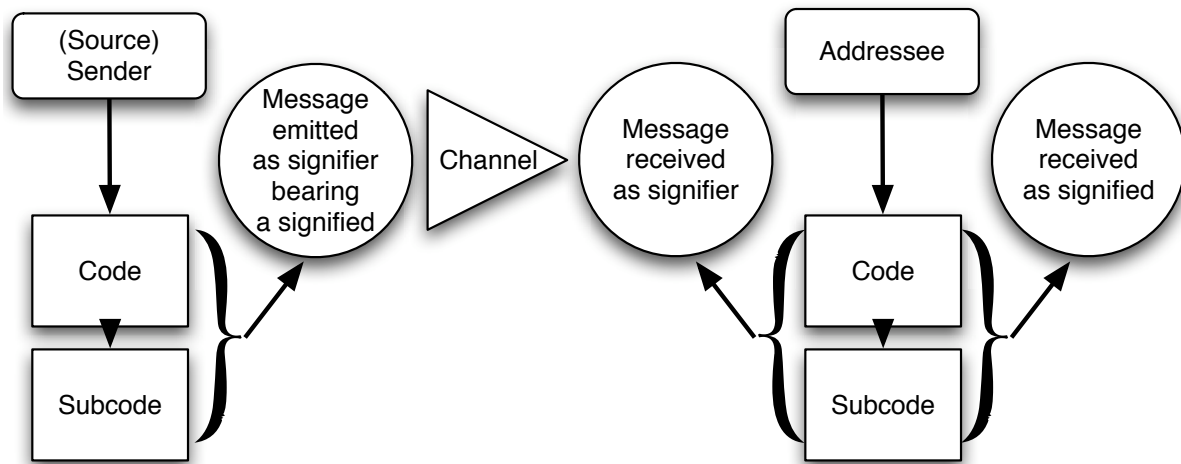 (Source)
Sender
Message
emitted
as signifier
bearing
a signified
Channel
Message
received
as signifier
Addressee
Message
received
as signified
Code
Subcode
Code
Subcode